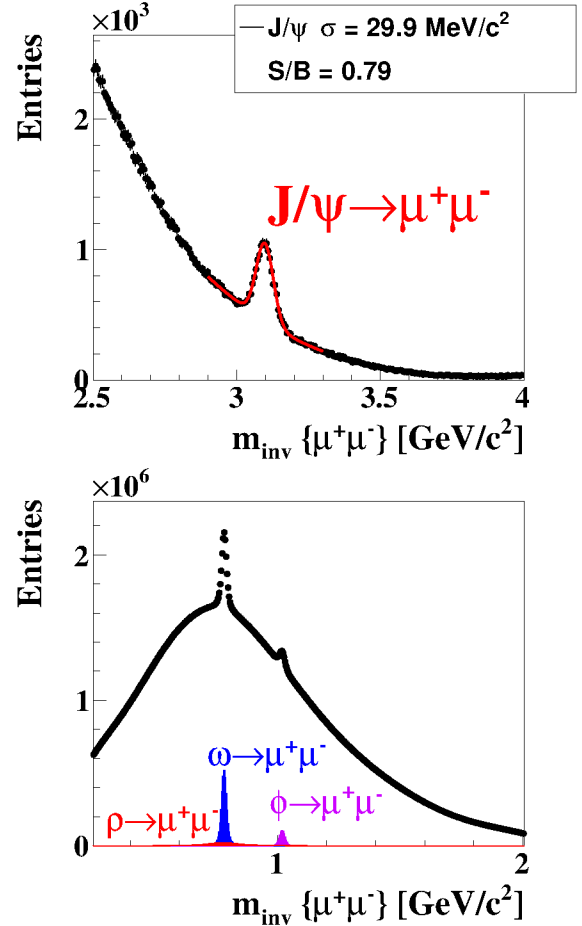 ×10³
J/ψ σ = 29.9 MeV/c²
S/B = 0.79
Entries
2
1
0
J/ψ→μ⁺μ⁻
2.5 3 3.5 4
m_inv {μ⁺μ⁻} [GeV/c²]
×10⁶
Entries
2
1
0
ω→μ⁺μ⁻
ρ→μ⁺μ⁻ ϕ→μ⁺μ⁻
1 2
m_inv {μ⁺μ⁻} [GeV/c²]